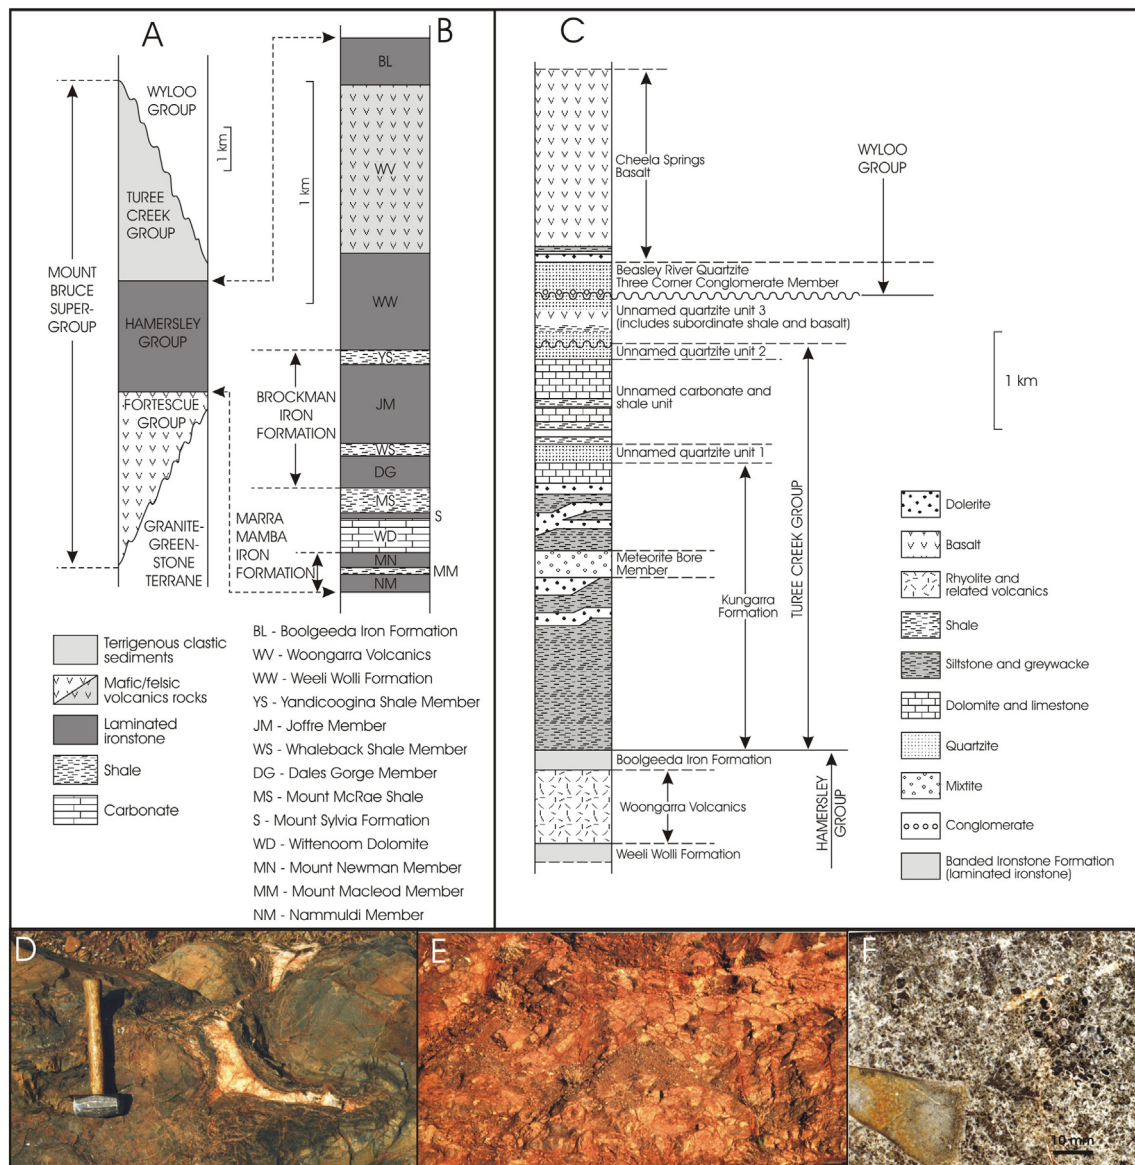 A
WYLOO
GROUP
1 km
TUREE
CREEK
GROUP
MOUNT
BRUCE
SUPER-
GROUP
HAMERSLEY
GROUP
FORTESCUE
GROUP
GRANITE-
GREEN-
STONE
TERRANE
Terrigenous clastic
sediments
Mafic/felsic
volcanics rocks
Laminated
ironstone
Shale
Carbonate
B
BL
1 km
WV
WW
YS
BROCKMAN
IRON
FORMATION
JM
WS
DG
MS
S
MARRA
MAMBA
IRON
FORMATION
WD
MN
MM
NM
BL - Boolgeeda Iron Formation
WV - Woongarra Volcanics
WW - Weeli Wolli Formation
YS - Yandicoogina Shale Member
JM - Joffre Member
WS - Whaleback Shale Member
DG - Dales Gorge Member
MS - Mount McRae Shale
S - Mount Sylvia Formation
WD - Wittenoom Dolomite
MN - Mount Newman Member
MM - Mount Macleod Member
NM - Nammuldi Member
C
Cheela Springs
Basalt
WYLOO
GROUP
Beasley River Quartzite
Three Corner Conglomerate Member
Unnamed quartzite unit 3
(includes subordinate shale and basalt)
Unnamed quartzite unit 2
1 km
Unnamed carbonate and
shale unit
Unnamed quartzite unit 1
Meteorite Bore
Member
Kungarra
Formation
TUREE CREEK GROUP
Boolgeeda Iron Formation
Woongarra Volcanics
Weeli Wolli Formation
HAMERSLEY
GROUP
Dolerite
Basalt
Rhyolite and
related volcanics
Shale
Siltstone and greywacke
Dolomite and limestone
Quartzite
Mixtite
Conglomerate
Banded Ironstone Formation
(laminated ironstone)
D
E
F
10 mm